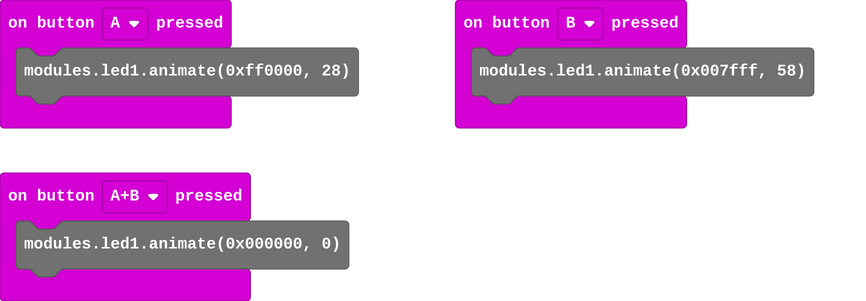 on button A pressed
modules.led1.animate(0xff0000, 28)
on button B pressed
modules.led1.animate(0x007fff, 58)
on button A+B pressed
modules.led1.animate(0x000000, 0)